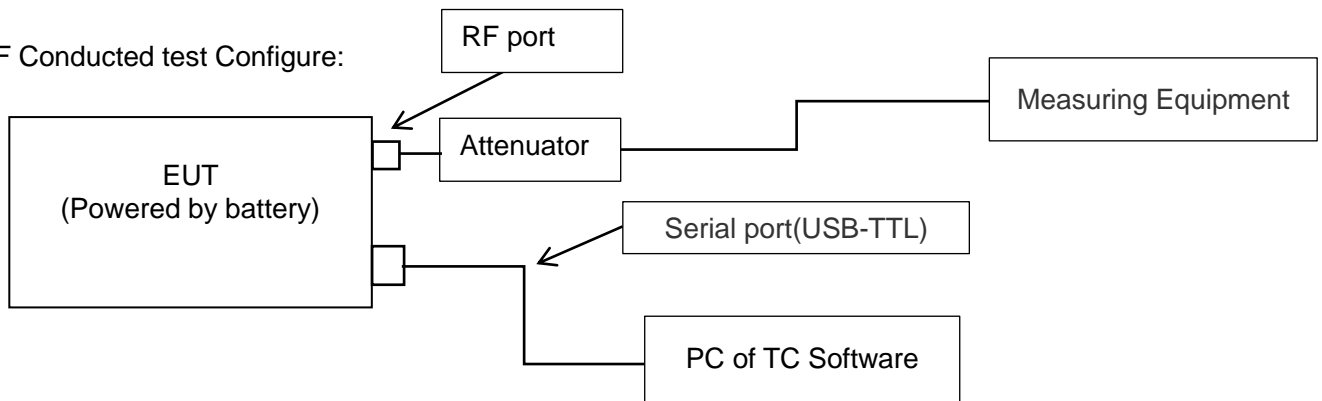 RF port
F Conducted test Configure:
Measuring Equipment
Attenuator
EUT
(Powered by battery)
Serial port(USB-TTL)
PC of TC Software